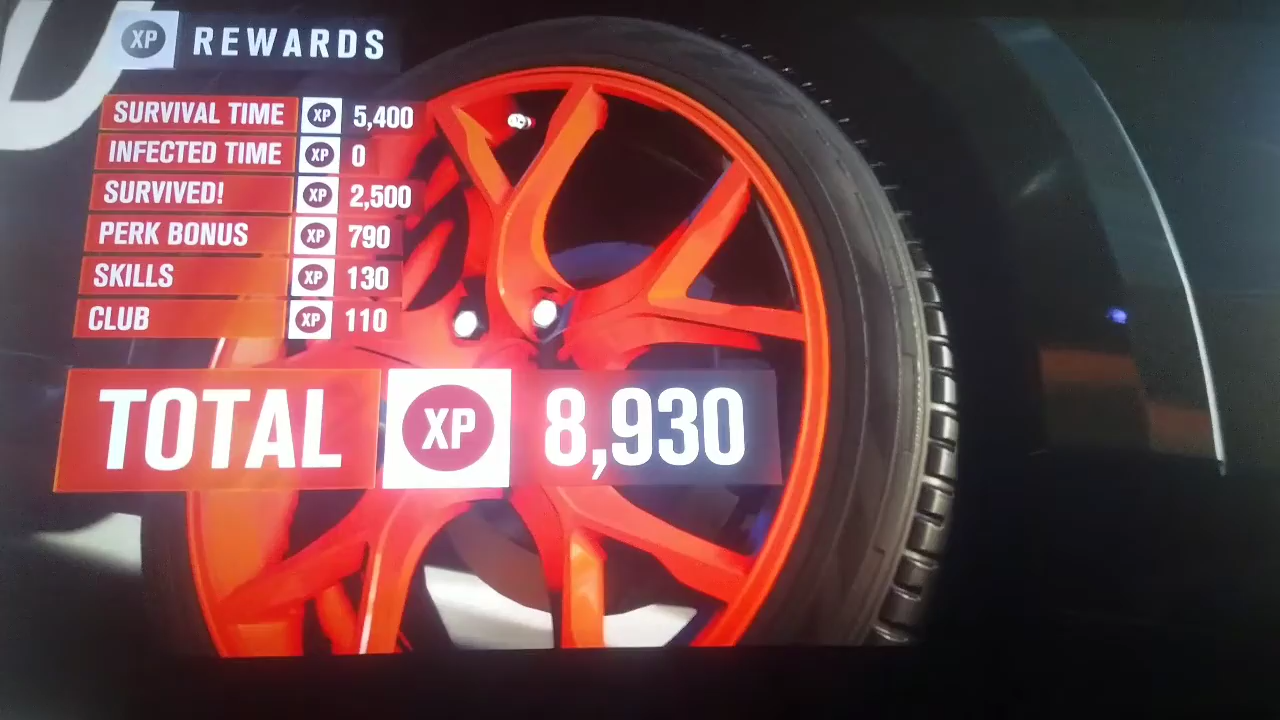 XP REWARDS
SURVIVAL TIME XP 5,400
INFECTED TIME XP 0
SURVIVED! XP 2,500
PERK BONUS XP 790
SKILLS XP 130
CLUB XP 110
TOTAL XP 8,930